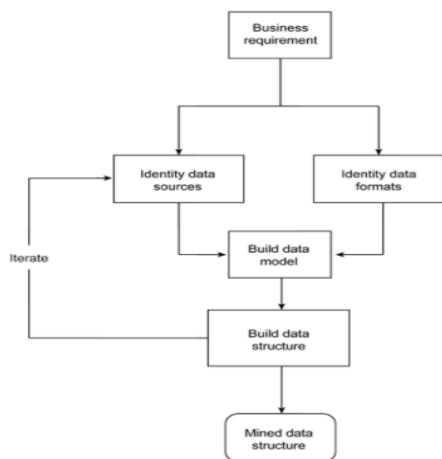 Business
requirement
Identity data
sources
Identity data
formats
Build data
model
Iterate
Build data
structure
Mined data
structure